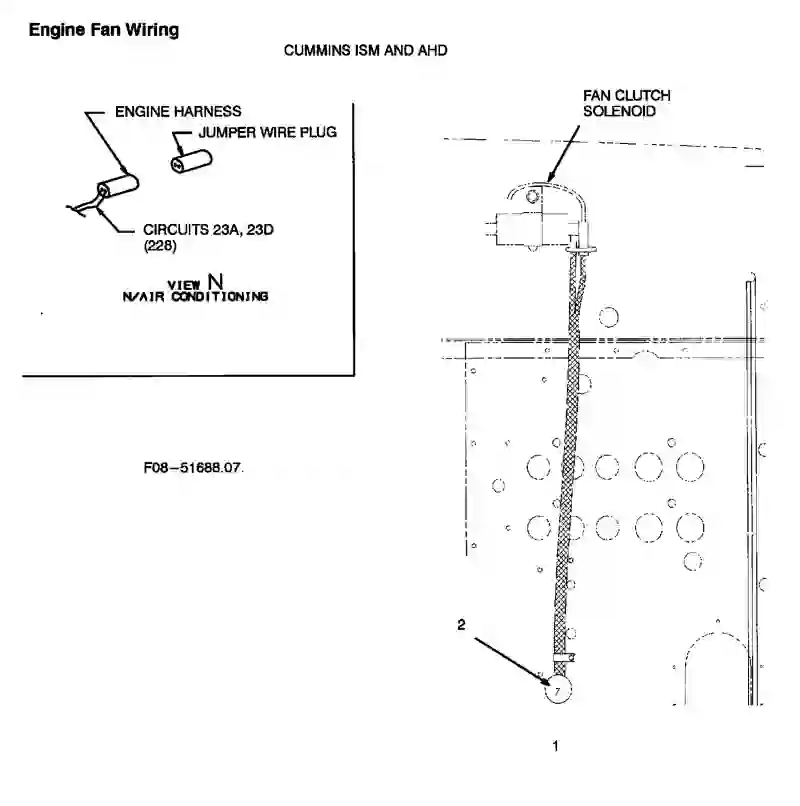 Engine Fan Wiring
CUMMINS ISM AND AHD
ENGINE HARNESS
JUMPER WIRE PLUG
CIRCUITS 23A, 23D
(228)
VIEW N
N/AIR CONDITIONING
F08-51688.07.
FAN CLUTCH
SOLENOID
2
7
1